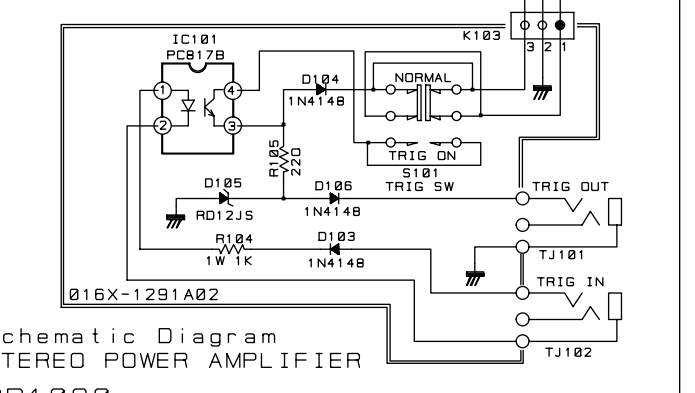 K103
3 2 1
IC101
PC817B
1
2
4
3
D104
1N4148
NORMAL
TRIG ON
S101
TRIG SW
R105
220
D105
RD12JS
D106
1N4148
TRIG OUT
R104
1W 1K
D103
1N4148
TJ101
TRIG IN
TJ102
016X-1291A02
chematic Diagram
TEREO POWER AMPLIFIER